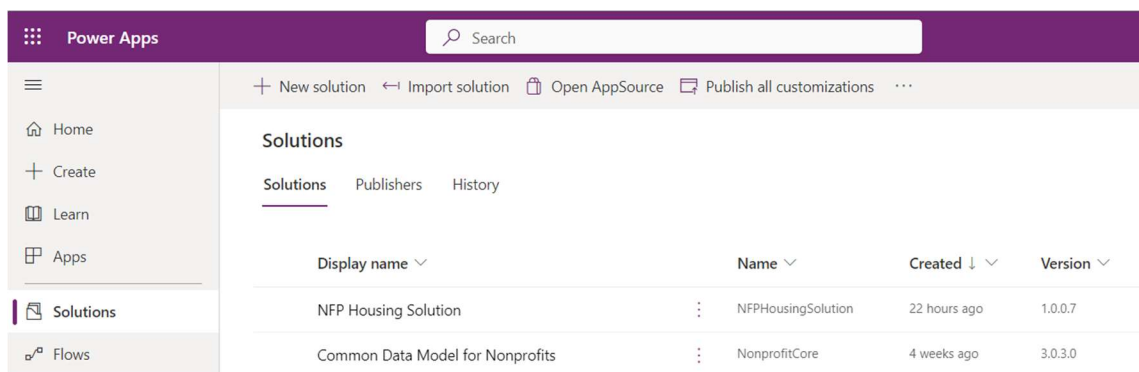 Power Apps
Search
New solution Import solution Open AppSource Publish all customizations ...
Home
Create
Learn
Apps
Solutions
Flows
Solutions
Solutions Publishers History
Display name Name Created ↓ Version
NFP Housing Solution NFPHousingSolution 22 hours ago 1.0.0.7
Common Data Model for Nonprofits NonprofitCore 4 weeks ago 3.0.3.0